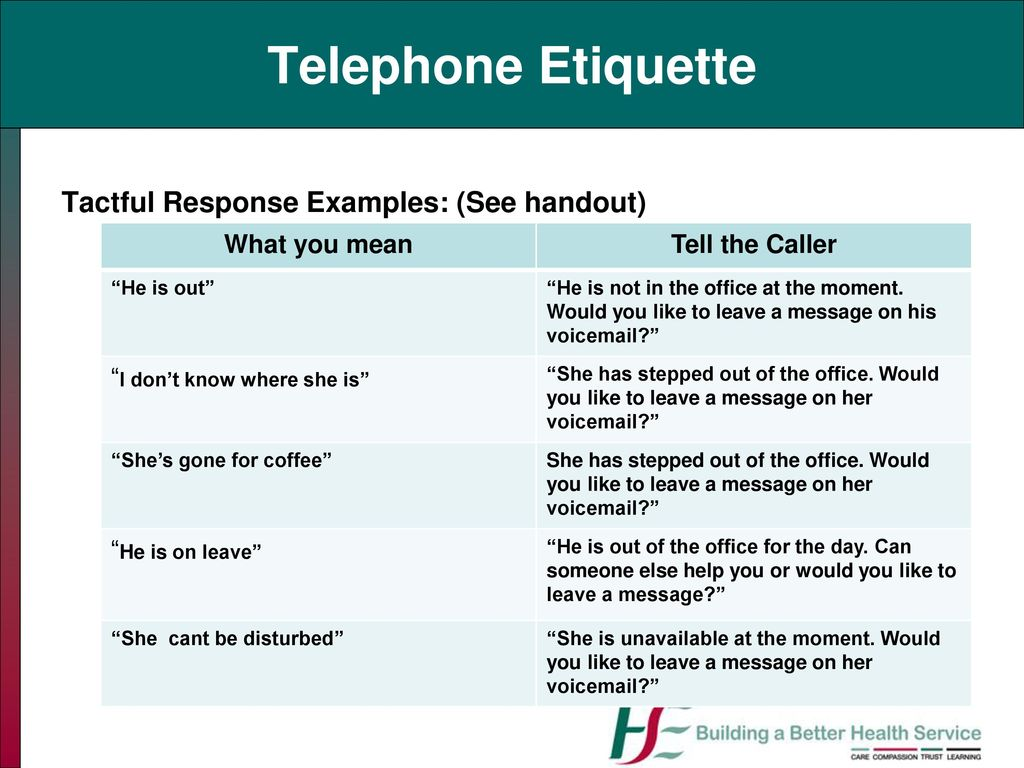 Telephone Etiquette
Tactful Response Examples: (See handout)
What you mean
Tell the Caller
“He is out”
“He is not in the office at the moment.
Would you like to leave a message on his
voicemail?”
“I don’t know where she is”
“She has stepped out of the office. Would
you like to leave a message on her
voicemail?”
“She’s gone for coffee”
She has stepped out of the office. Would
you like to leave a message on her
voicemail?”
“He is on leave”
“He is out of the office for the day. Can
someone else help you or would you like to
leave a message?”
“She  cant be disturbed”
“She is unavailable at the moment. Would
you like to leave a message on her
voicemail?”
HSE
Building a Better Health Service
CARE COMPASSION TRUST LEARNING